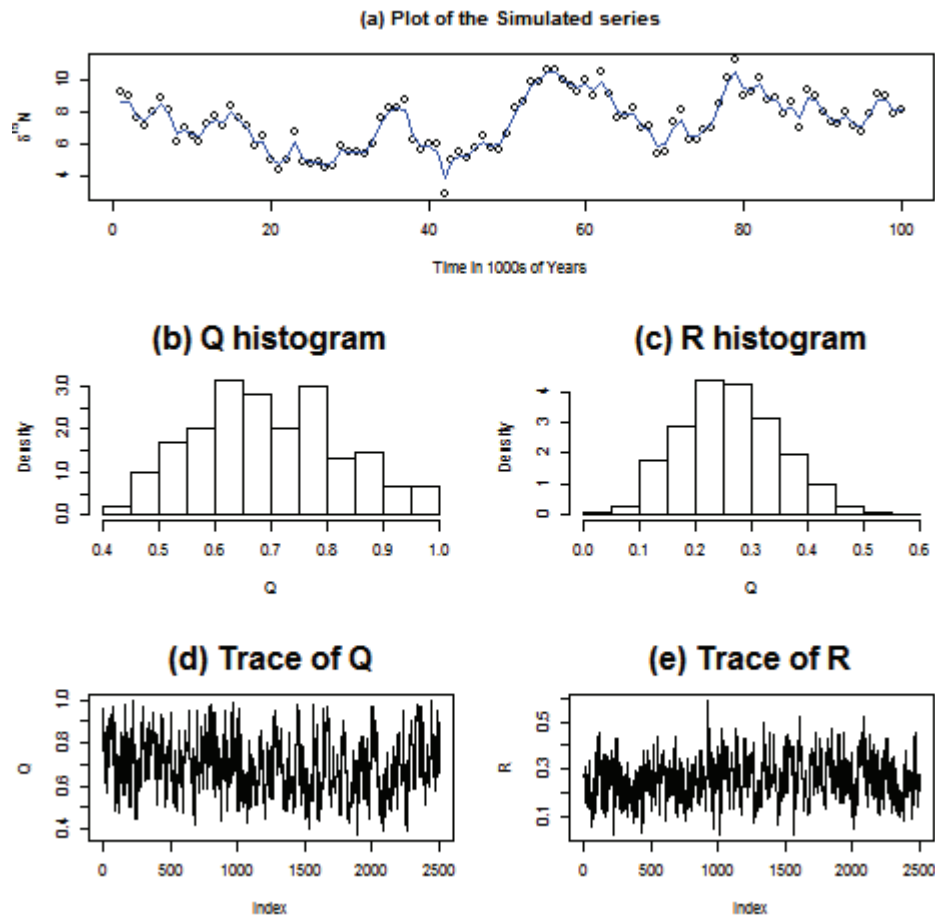 (a) Plot of the Simulated series
δ¹⁵N
4 6 8 10
0 20 40 60 80 100
Time in 1000s of Years
(b) Q histogram
Density
0.0 1.0 2.0 3.0
0.4 0.5 0.6 0.7 0.8 0.9 1.0
Q
(c) R histogram
Density
0 1 2 3 4
0.0 0.1 0.2 0.3 0.4 0.5 0.6
Q
(d) Trace of Q
Q
0.4 0.6 0.8 1.0
0 500 1000 1500 2000 2500
Index
(e) Trace of R
R
0.1 0.3 0.5
0 500 1000 1500 2000 2500
Index